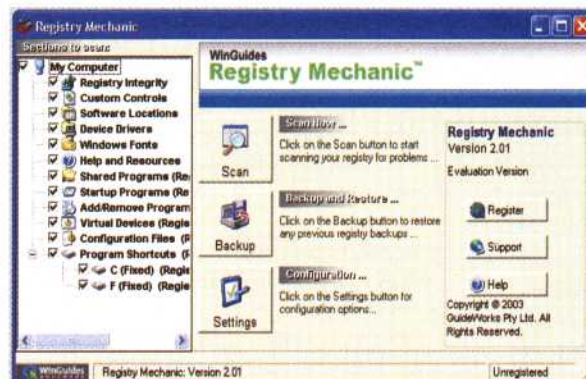 Registry Mechanic
Sections to scan:
My Computer
Registry Integrity
Custom Controls
Software Locations
Device Drivers
Windows Fonts
Help and Resources
Shared Programs (Re
Startup Programs (Re
Add/Remove Program
Virtual Devices (Regis
Configuration Files (F
Program Shortcuts (F
C (Fixed) (Regie
F (Fixed) (Regie
WinGuides
Registry Mechanic™
Scan
Scan Now ...
Click on the Scan button to start
scanning your registry for problems ...
Backup
Backup and Restore ...
Click on the Backup button to restore
any previous registry backups ...
Settings
Configuration ...
Click on the Settings button for
configuration options...
Registry Mechanic
Version 2.01
Evaluation Version
Register
Support
Help
Copyright © 2003
GuideWorks Pty Ltd. All
Rights Reserved.
WinGuides
Registry Mechanic: Version 2.01
Unregistered